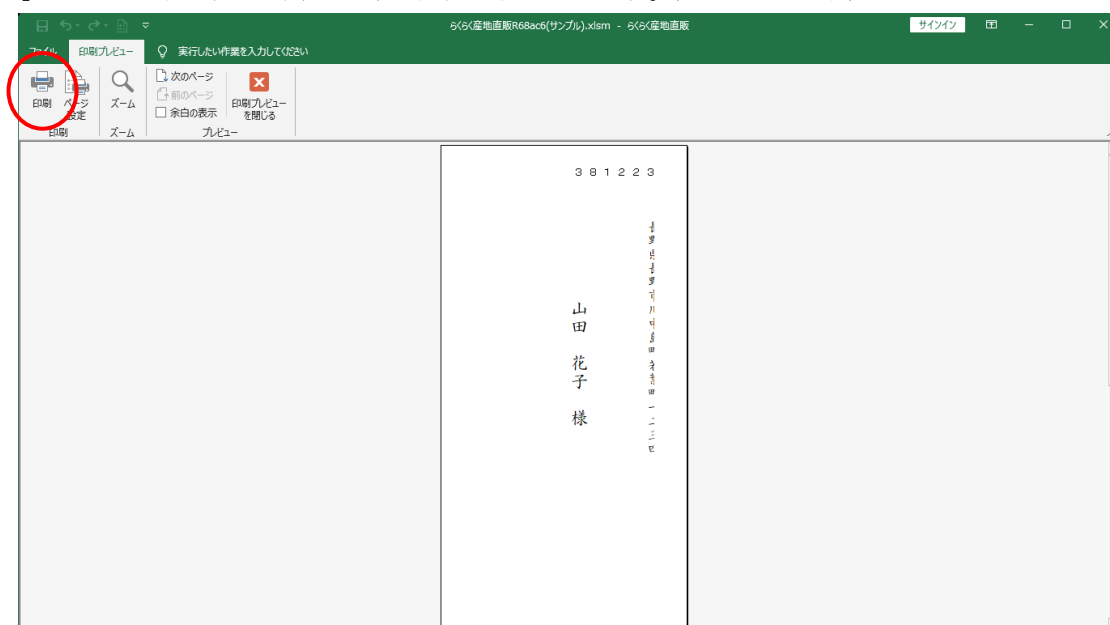 らくらく産地直販R68ac6(サンプル).xlsm - らくらく産地直販
サインイン
ファイル
印刷プレビュー
実行したい作業を入力してください
印刷
ページ
設定
ズーム
次のページ
前のページ
余白の表示
印刷プレビュー
を閉じる
印刷
ズーム
プレビュー
381223
長野県長野市川中島町
一二三四
山田 花子 様